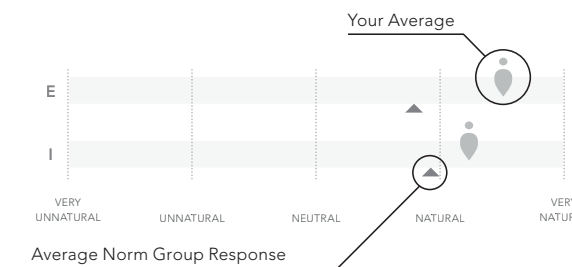 Your Average
E
I
VERY
UNNATURAL
UNNATURAL
NEUTRAL
NATURAL
Average Norm Group Response